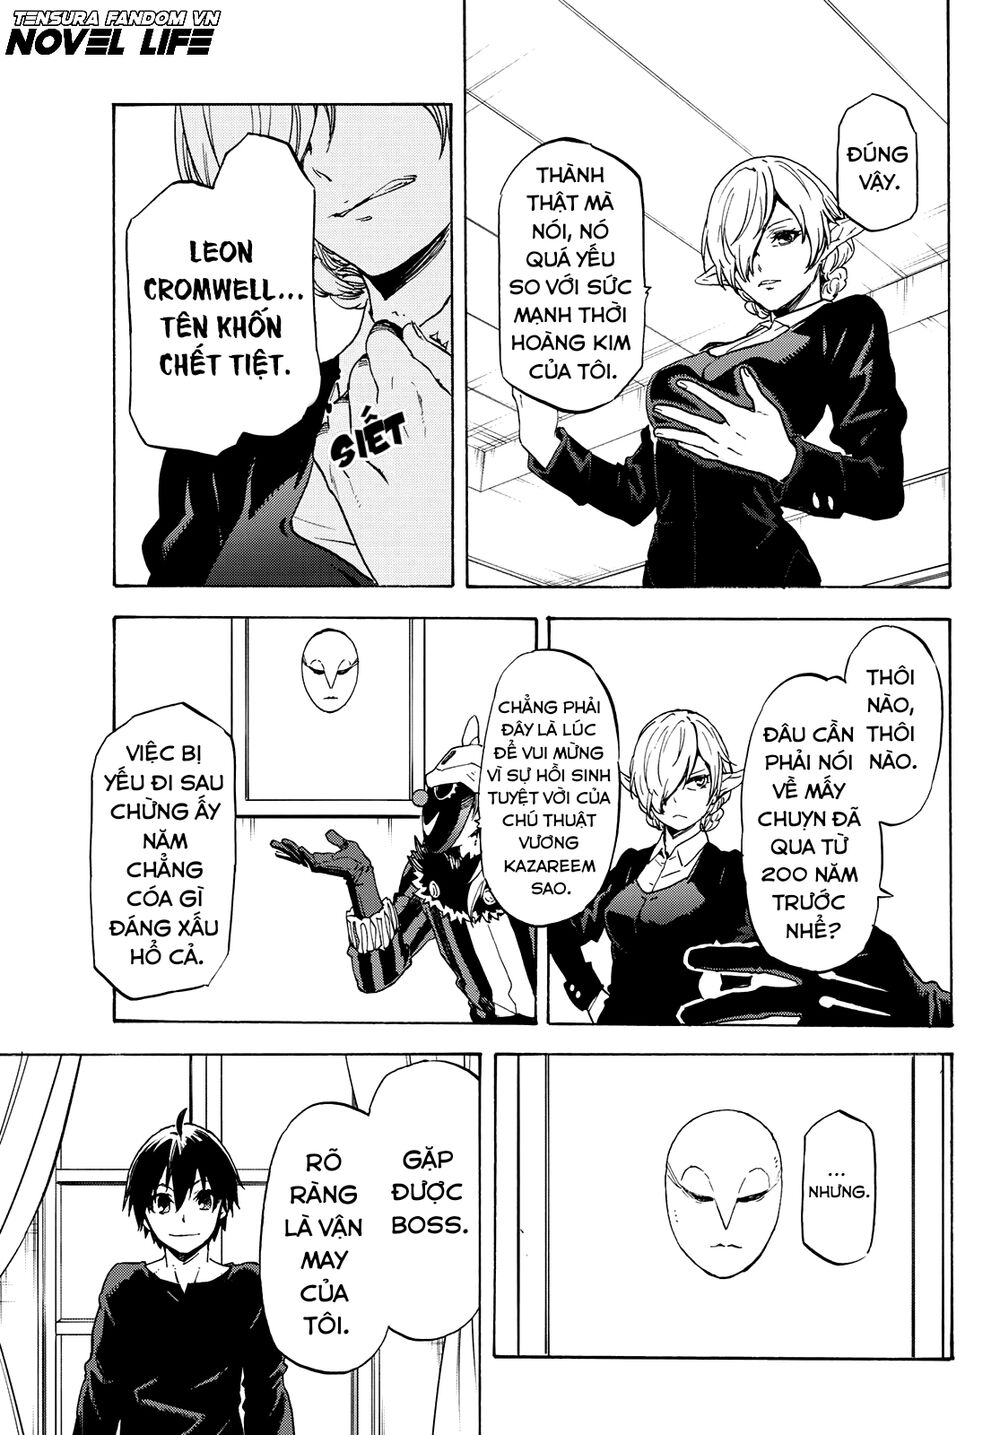 TENSURA FANDOM VN
NOVEL LIFE
ĐÚNG
VẬY.
THÀNH
THẬT MÀ
NÓI, NÓ
QUÁ YẾU
SO VỚI SỨC
MẠNH THỜI
HOÀNG KIM
CỦA TÔI.
LEON
CROMWELL...
TÊN KHỐN
CHẾT TIỆT.
SIẾT
THÔI
NÀO,
THÔI
NÀO.
ĐÂU CẦN
PHẢI NÓI
VỀ MẤY
CHUYN ĐÃ
QUA TỪ
200 NĂM
TRƯỚC
NHỂ?
CHẲNG PHẢI
ĐÂY LÀ LÚC
ĐỂ VUI MỪNG
VÌ SỰ HỒI SINH
TUYỆT VỜI CỦA
CHÚ THUẬT
VƯƠNG
KAZAREEM
SAO.
VIỆC BỊ
YẾU ĐI SAU
CHỪNG ẤY
NĂM
CHẲNG
CÓA GÌ
ĐÁNG XẤU
HỔ CẢ.
...
NHƯNG.
GẶP
ĐƯỢC
BOSS.
RÕ
RÀNG
LÀ VẬN
MAY
CỦA
TÔI.